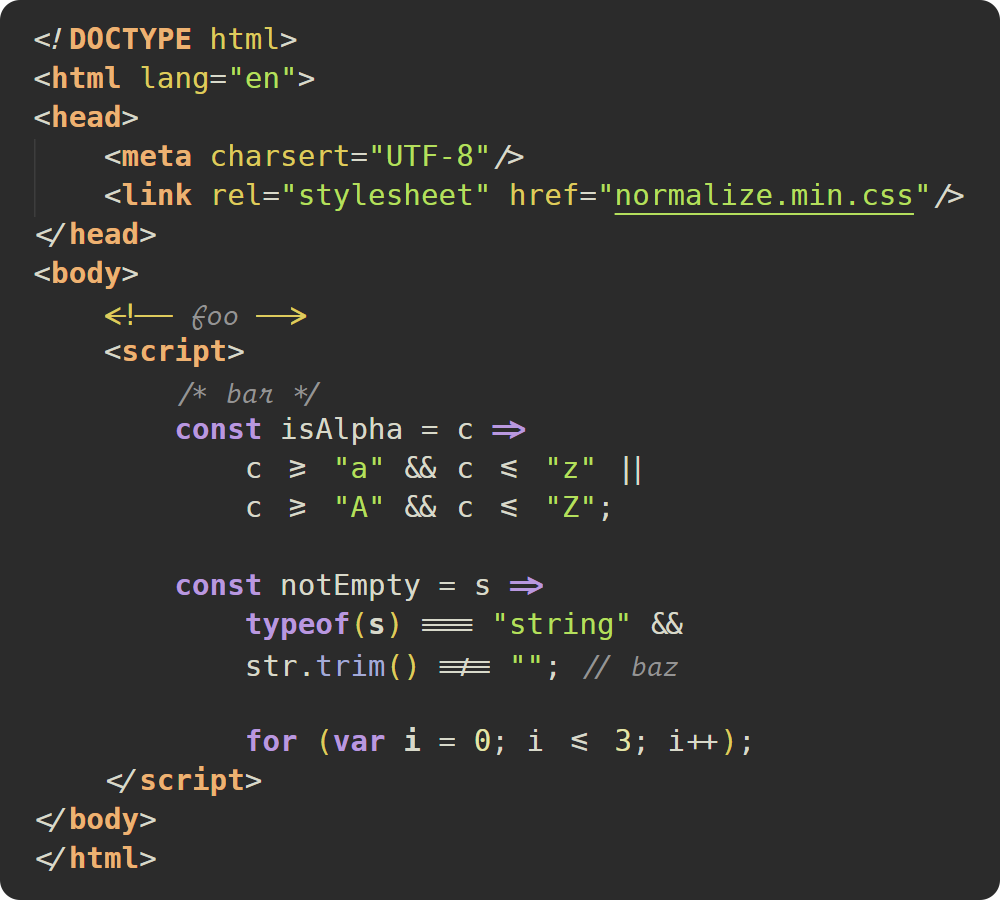 <!DOCTYPE html>
<html lang="en">
<head>
    <meta charsert="UTF-8"/>
    <link rel="stylesheet" href="normalize.min.css"/>
</head>
<body>
    <!-- foo -->
    <script>
        /* bar */
        const isAlpha = c =>
            c >= "a" && c <= "z" ||
            c >= "A" && c <= "Z";

        const notEmpty = s =>
            typeof(s) === "string" &&
            str.trim() !== ""; // baz

            for (var i = 0; i <= 3; i++);
    </script>
</body>
</html>